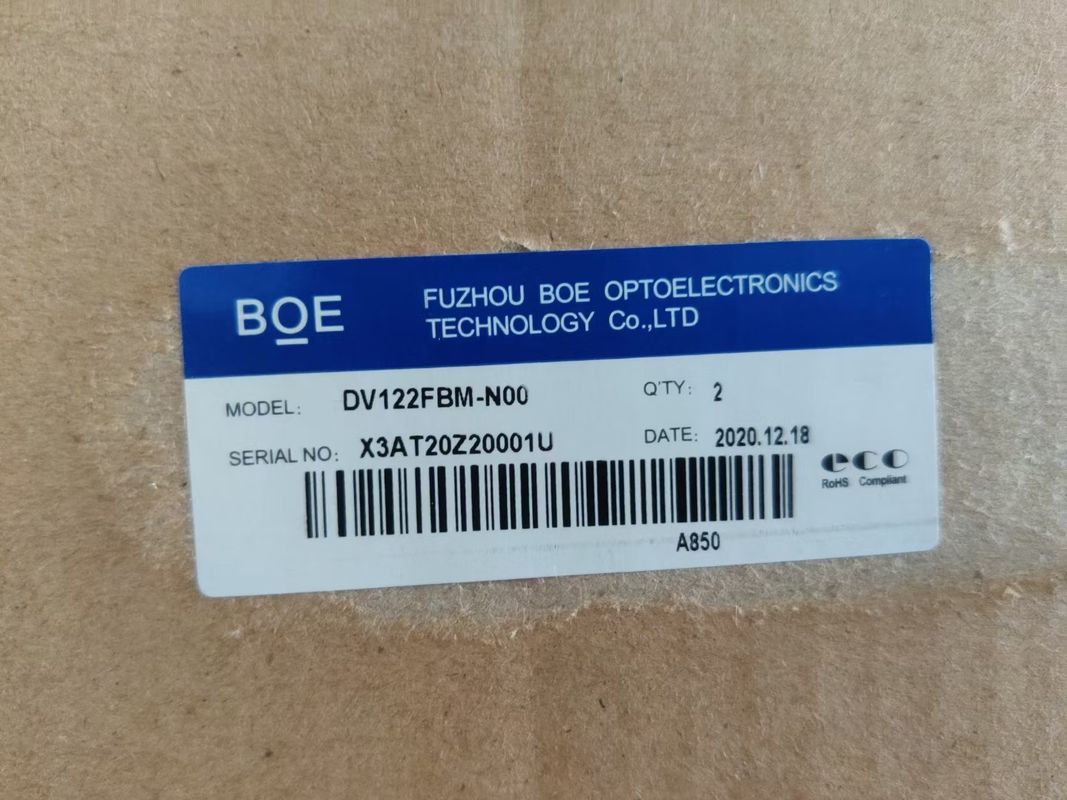 BOE
FUZHOU BOE OPTOELECTRONICS
TECHNOLOGY Co.,LTD
MODEL: DV122FBM-N00
Q'TY: 2
SERIAL NO: X3AT20Z20001U
DATE: 2020.12.18
eco
RoHS Compliant
A850